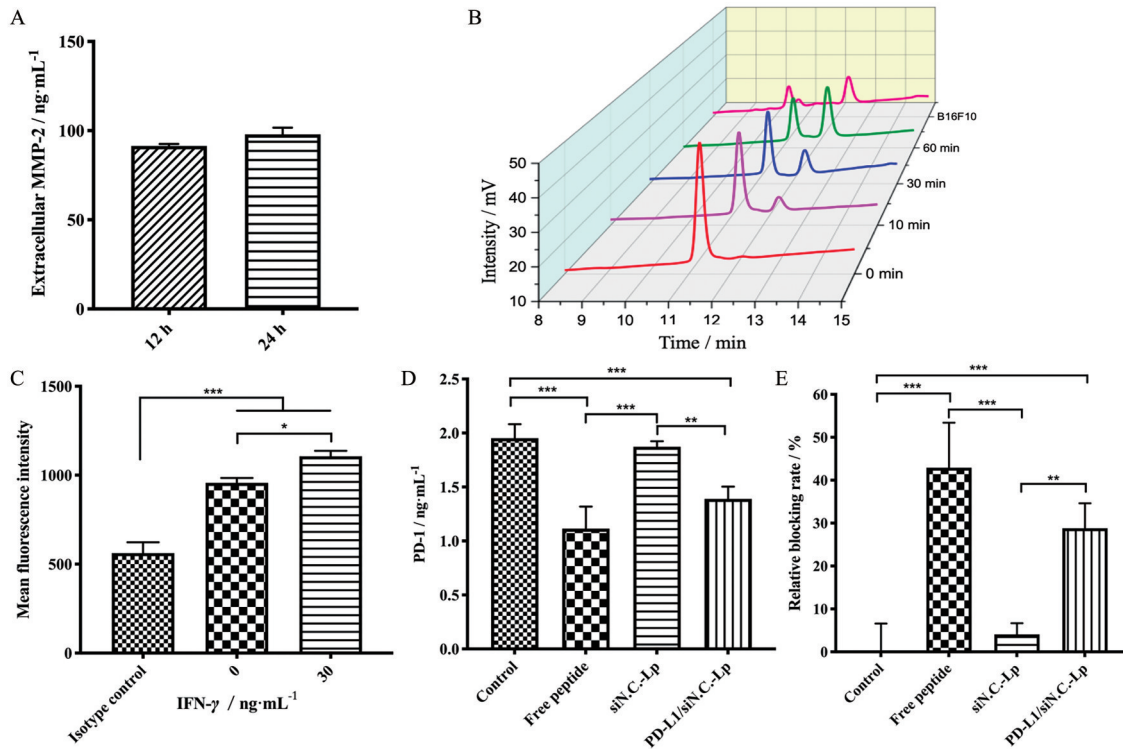 A
Extracellular MMP-2 / ng·mL⁻¹
150
100
50
0
12 h
24 h
B
Intensity / mV
50
40
30
20
10
8
9
10
11
12
13
14
15
Time / min
B16F10
60 min
30 min
10 min
0 min
C
Mean fluorescence intensity
1500
1000
500
0
***
*
Isotype control
0
30
IFN-γ / ng·mL⁻¹
D
PD-1 / ng·mL⁻¹
2.5
2.0
1.5
1.0
0.5
0.0
***
***
***
**
Control
Free peptide
siN.C.-Lp
PD-L1/siN.C.-Lp
E
Relative blocking rate / %
60
50
40
30
20
10
0
***
***
***
**
Control
Free peptide
siN.C.-Lp
PD-L1/siN.C.-Lp